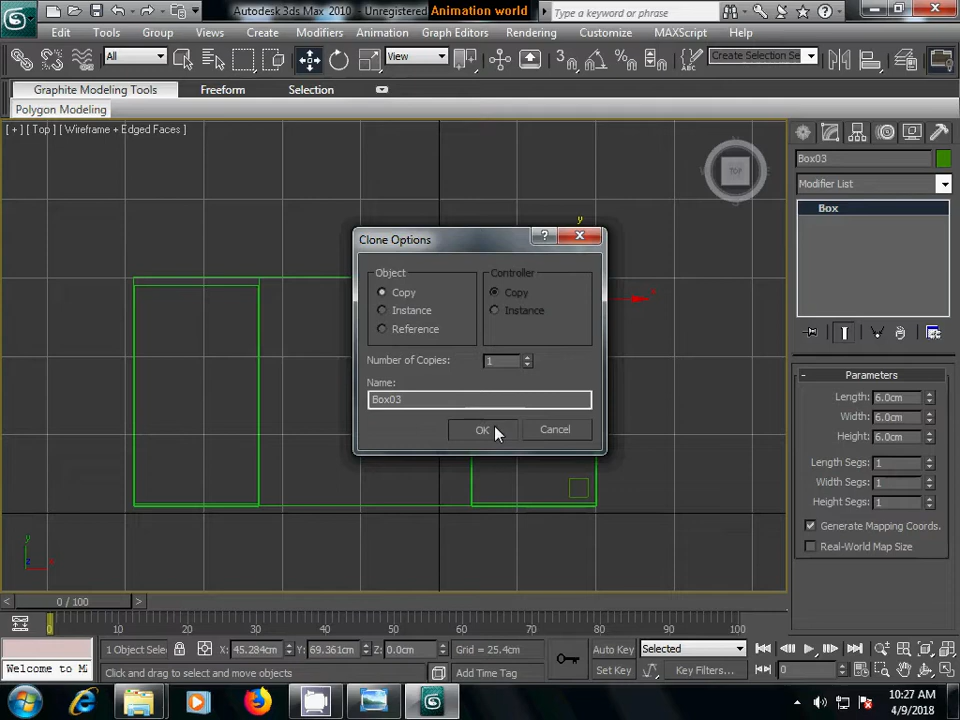 Autodesk 3ds Max 2010 - Unregistered Animation world Type a keyword or phrase
Edit Tools Group Views Create Modifiers Animation Graph Editors Rendering Customize MAXScript Help
All View Create Selection Se
Graphite Modeling Tools Freeform Selection
Polygon Modeling
[ + ] [ Top ] [ Wireframe + Edged Faces ]
TOP
Box03
Modifier List
Box
y
x
Clone Options
Object Controller
Copy Copy
Instance Instance
Reference
Number of Copies: 1
Name:
Box03
OK Cancel
Parameters
Length: 6.0cm
Width: 6.0cm
Height: 6.0cm
Length Segs: 1
Width Segs: 1
Height Segs: 1
Generate Mapping Coords.
Real-World Map Size
y
0 / 100
10 20 30 40 50 60 70 80 90 100
1 Object Selec X: 45.284cm Y: 69.361cm Z: 0.0cm Grid = 25.4cm Auto Key Selected
Welcome to M Click and drag to select and move objects Add Time Tag Set Key Key Filters... 0
10:27 AM
4/9/2018